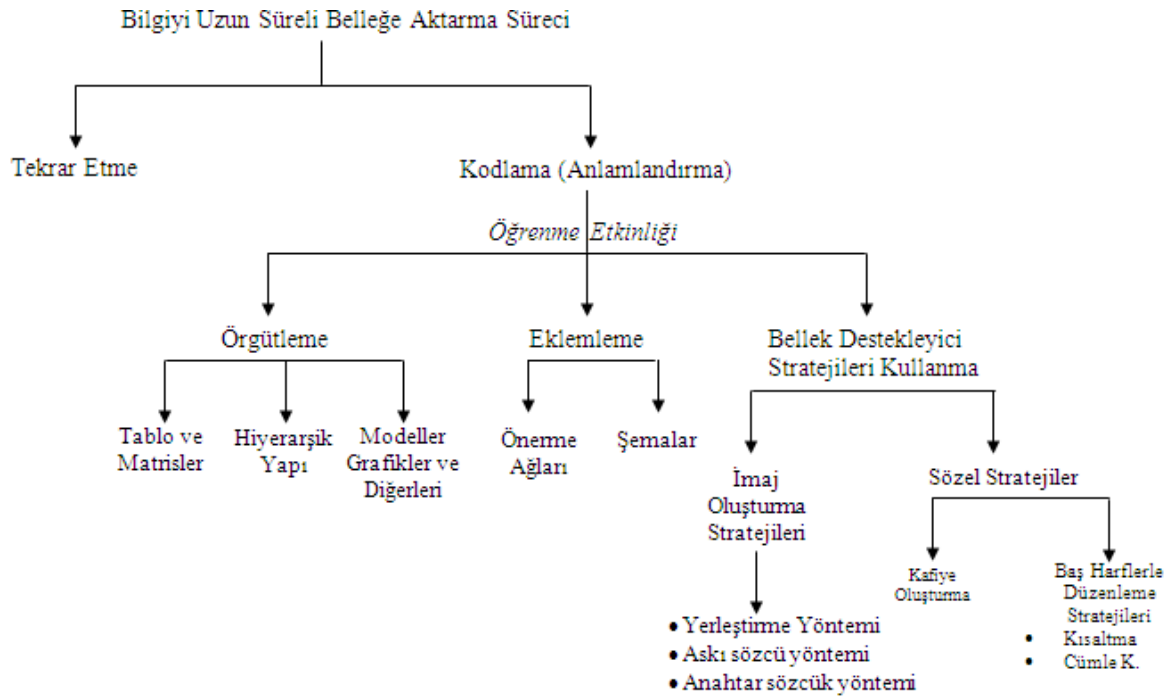 Bilgiyi Uzun Süreli Belleğe Aktarma Süreci
Tekrar Etme
Kodlama (Anlamlandırma)
Öğrenme Etkinliği
Örgütleme
Eklemleme
Bellek Destekleyici
Stratejileri Kullanma
Tablo ve
Matrisler
Hiyerarşik
Yapı
Modeller
Grafikler ve
Diğerleri
Önerme
Ağları
Şemalar
İmaj
Oluşturma
Stratejileri
Sözel Stratejiler
Kafiye
Oluşturma
Baş Harflerle
Düzenleme
Stratejileri
• Kısaltma
• Cümle K.
• Yerleştirme Yöntemi
• Askı sözcü yöntemi
• Anahtar sözcük yöntemi